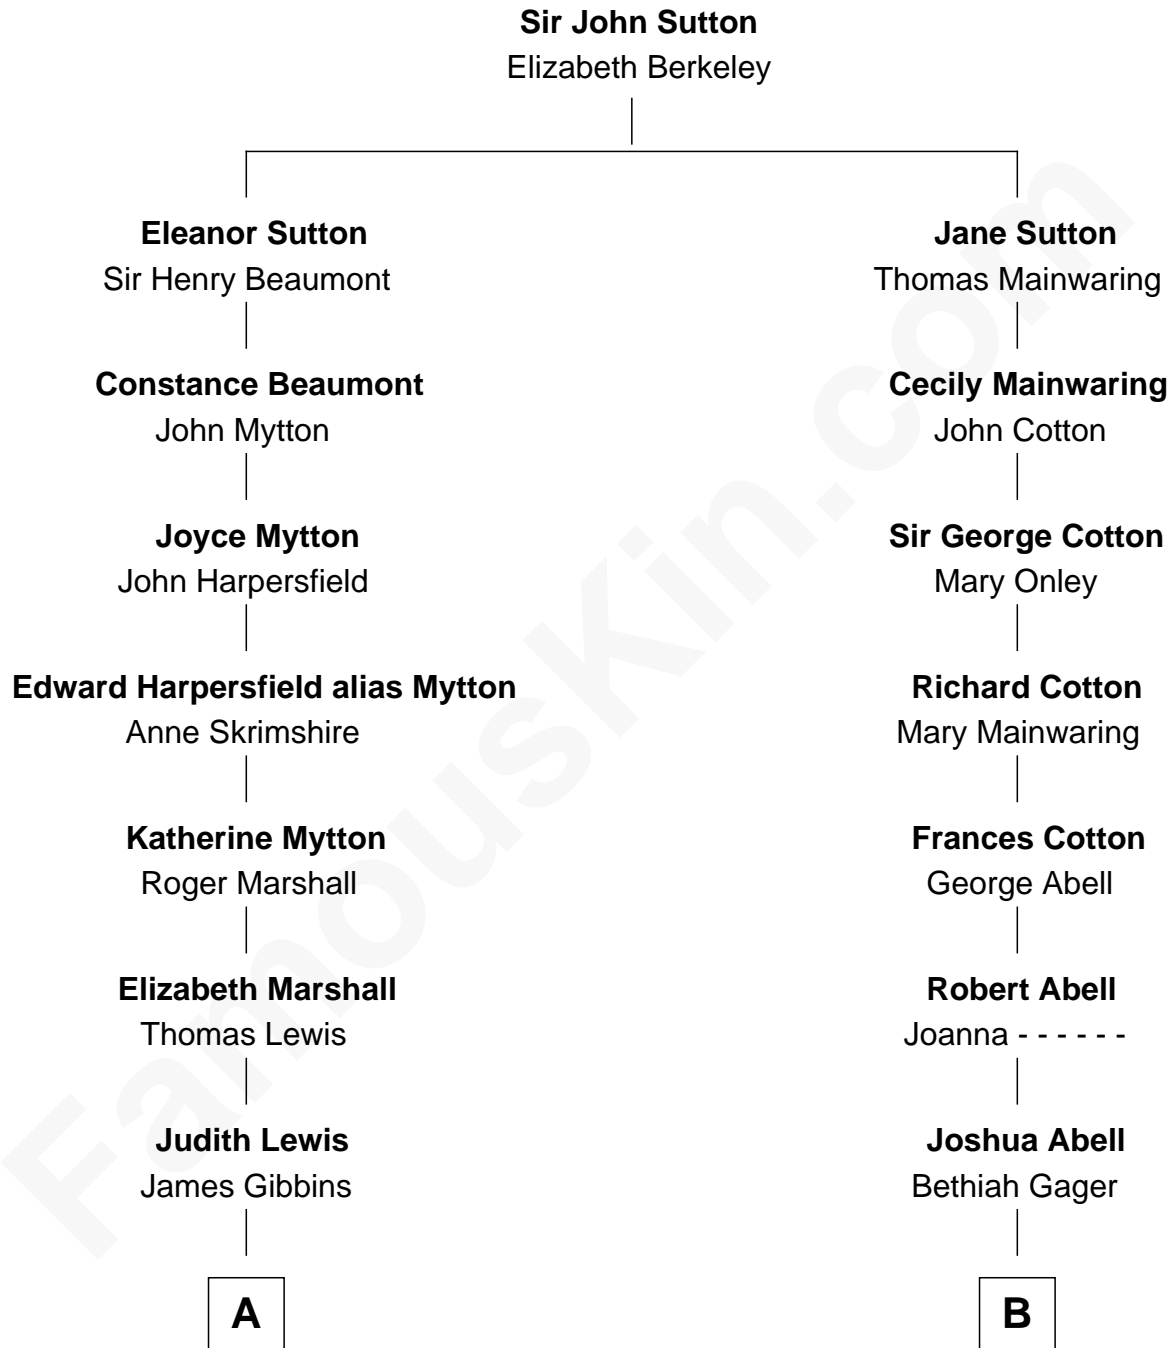 Sir John Sutton
Elizabeth Berkeley
Eleanor Sutton
Sir Henry Beaumont
Jane Sutton
Thomas Mainwaring
Constance Beaumont
John Mytton
Cecily Mainwaring
John Cotton
Joyce Mytton
John Harpersfield
Sir George Cotton
Mary Onley
Edward Harpersfield alias Mytton
Anne Skrimshire
Richard Cotton
Mary Mainwaring
Katherine Mytton
Roger Marshall
Frances Cotton
George Abell
Elizabeth Marshall
Thomas Lewis
Robert Abell
Joanna - - - - - -
Judith Lewis
James Gibbins
Joshua Abell
Bethiah Gager
A
B
FamousKin.com